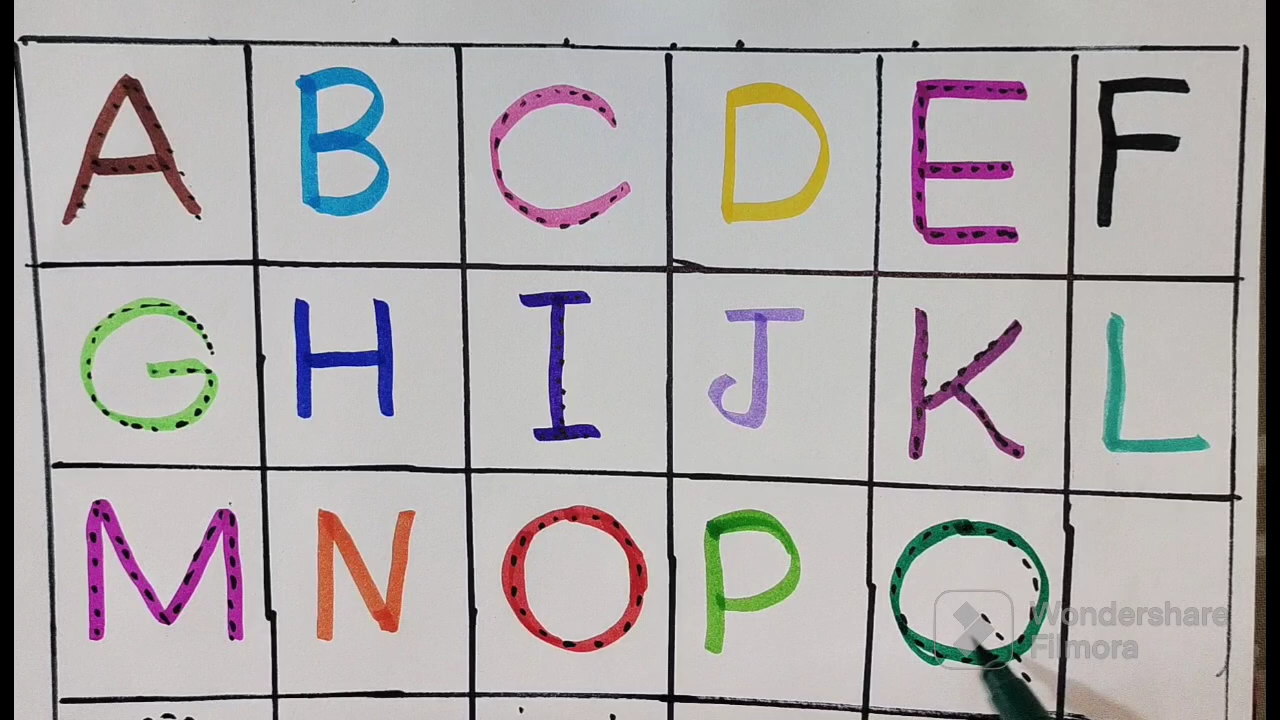 A B C D E F
G H I J K L
M N O P Q
Wondershare
Filmora